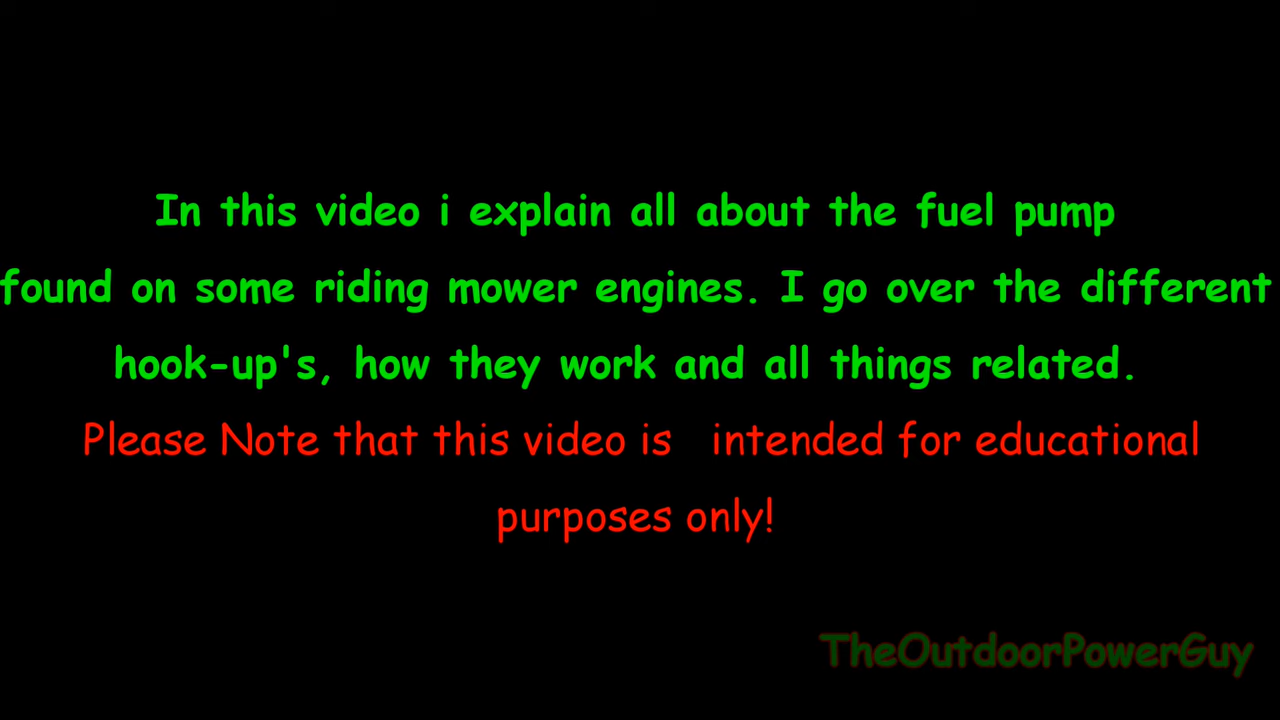 In this video i explain all about the fuel pump
found on some riding mower engines. I go over the different
hook-up's, how they work and all things related.
Please Note that this video is intended for educational
purposes only!
TheOutdoorPowerGuy